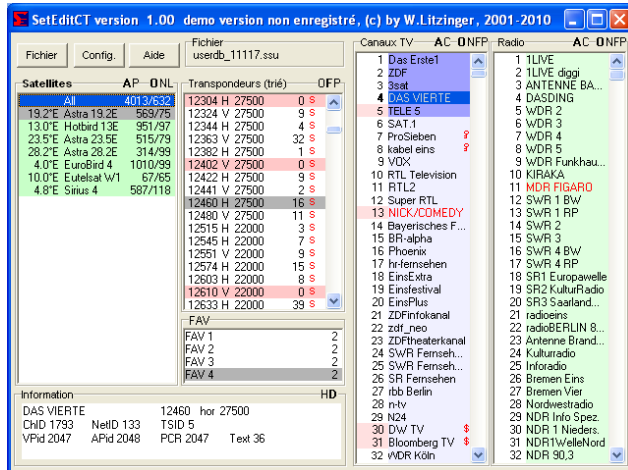 SetEditCT version 1.00 demo version non enregistré, (c) by W.Litzinger, 2001-2010
Fichier
Config.
Aide
Fichier
userdb_11117.ssu
Satellites AP ONL
All 4013/632
19.2°E Astra 19.2E 569/75
13.0°E Hotbird 13E 951/97
23.5°E Astra 23.5E 515/79
28.2°E Astra 28.2E 314/99
4.0°E EuroBird 4 1010/99
10.0°E Eutelsat W1 67/65
4.8°E Sirius 4 587/118
Transpondeurs (trié) OFP
12304 H 27500 0 S
12324 V 27500 9 S
12344 H 27500 4 S
12363 V 27500 32 S
12382 H 27500 1 S
12402 V 27500 0 S
12422 H 27500 9 S
12441 V 27500 2 S
12460 H 27500 16 S
12480 V 27500 11 S
12515 H 22000 3 S
12545 H 22000 7 S
12551 V 22000 9 S
12574 H 22000 15 S
12603 H 22000 8 S
12610 V 22000 0 S
12633 H 22000 39 S
FAV
FAV 1 2
FAV 2 2
FAV 3 2
FAV 4 2
Information HD
DAS VIERTE 12460 hor 27500
ChID 1793 NetID 133 TSID 5
VPid 2047 APid 2048 PCR 2047 Text 36
Canaux TV AC-ONFP
1 Das Erste1
2 ZDF
3 3sat
4 DAS VIERTE
5 TELE 5
6 SAT.1
7 ProSieben ?
8 kabel eins ?
9 VOX
10 RTL Television
11 RTL2
12 Super RTL
13 NICK/COMEDY
14 Bayerisches F...
15 BR-alpha
16 Phoenix
17 hr-fernsehen
18 EinsExtra
19 Einsfestival
20 EinsPlus
21 ZDFinfokanal
22 zdf_neo
23 ZDFtheaterkanal
24 SWR Fernseh...
25 SWR Fernseh...
26 SR Fernsehen
27 rbb Berlin
28 n-tv
29 N24
30 DW TV $
31 Bloomberg TV $
32 WDR Köln
Radio AC-ONFP
1 1LIVE
2 1LIVE diggi
3 ANTENNE BA...
4 DASDING
5 WDR 2
6 WDR 3
7 WDR 4
8 WDR 5
9 WDR Funkhau...
10 KIRAKA
11 MDR FIGARO
12 SWR 1 BW
13 SWR 1 RP
14 SWR 2
15 SWR 3
16 SWR 4 BW
17 SWR 4 RP
18 SR1 Europawelle
19 SR2 KulturRadio
20 SR3 Saarland...
21 radioeins
22 radioBERLIN 8...
23 Antenne Brand...
24 Kulturradio
25 Inforadio
26 Bremen Eins
27 Bremen Vier
28 Nordwestradio
29 NDR Info Spez.
30 NDR 1 Nieders.
31 NDR1WelleNord
32 NDR 90,3